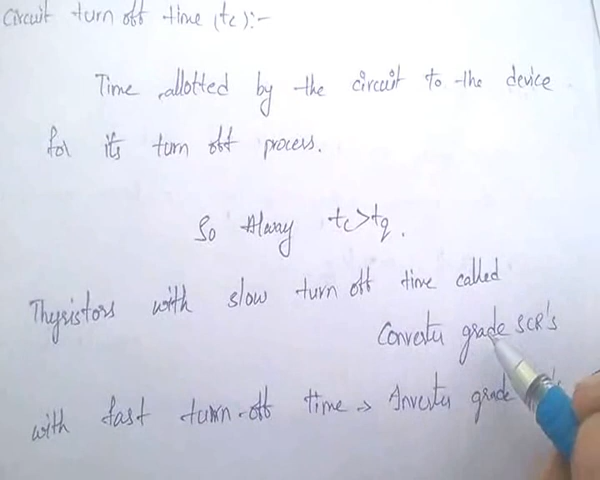 Circuit turn off time (tc):-
Time allotted by the circuit to the device
for its turn off process.
So Alway tc>tq.
Thyristors with slow turn off time called
Converter grade SCR's
with fast turn-off time → Inverter grade